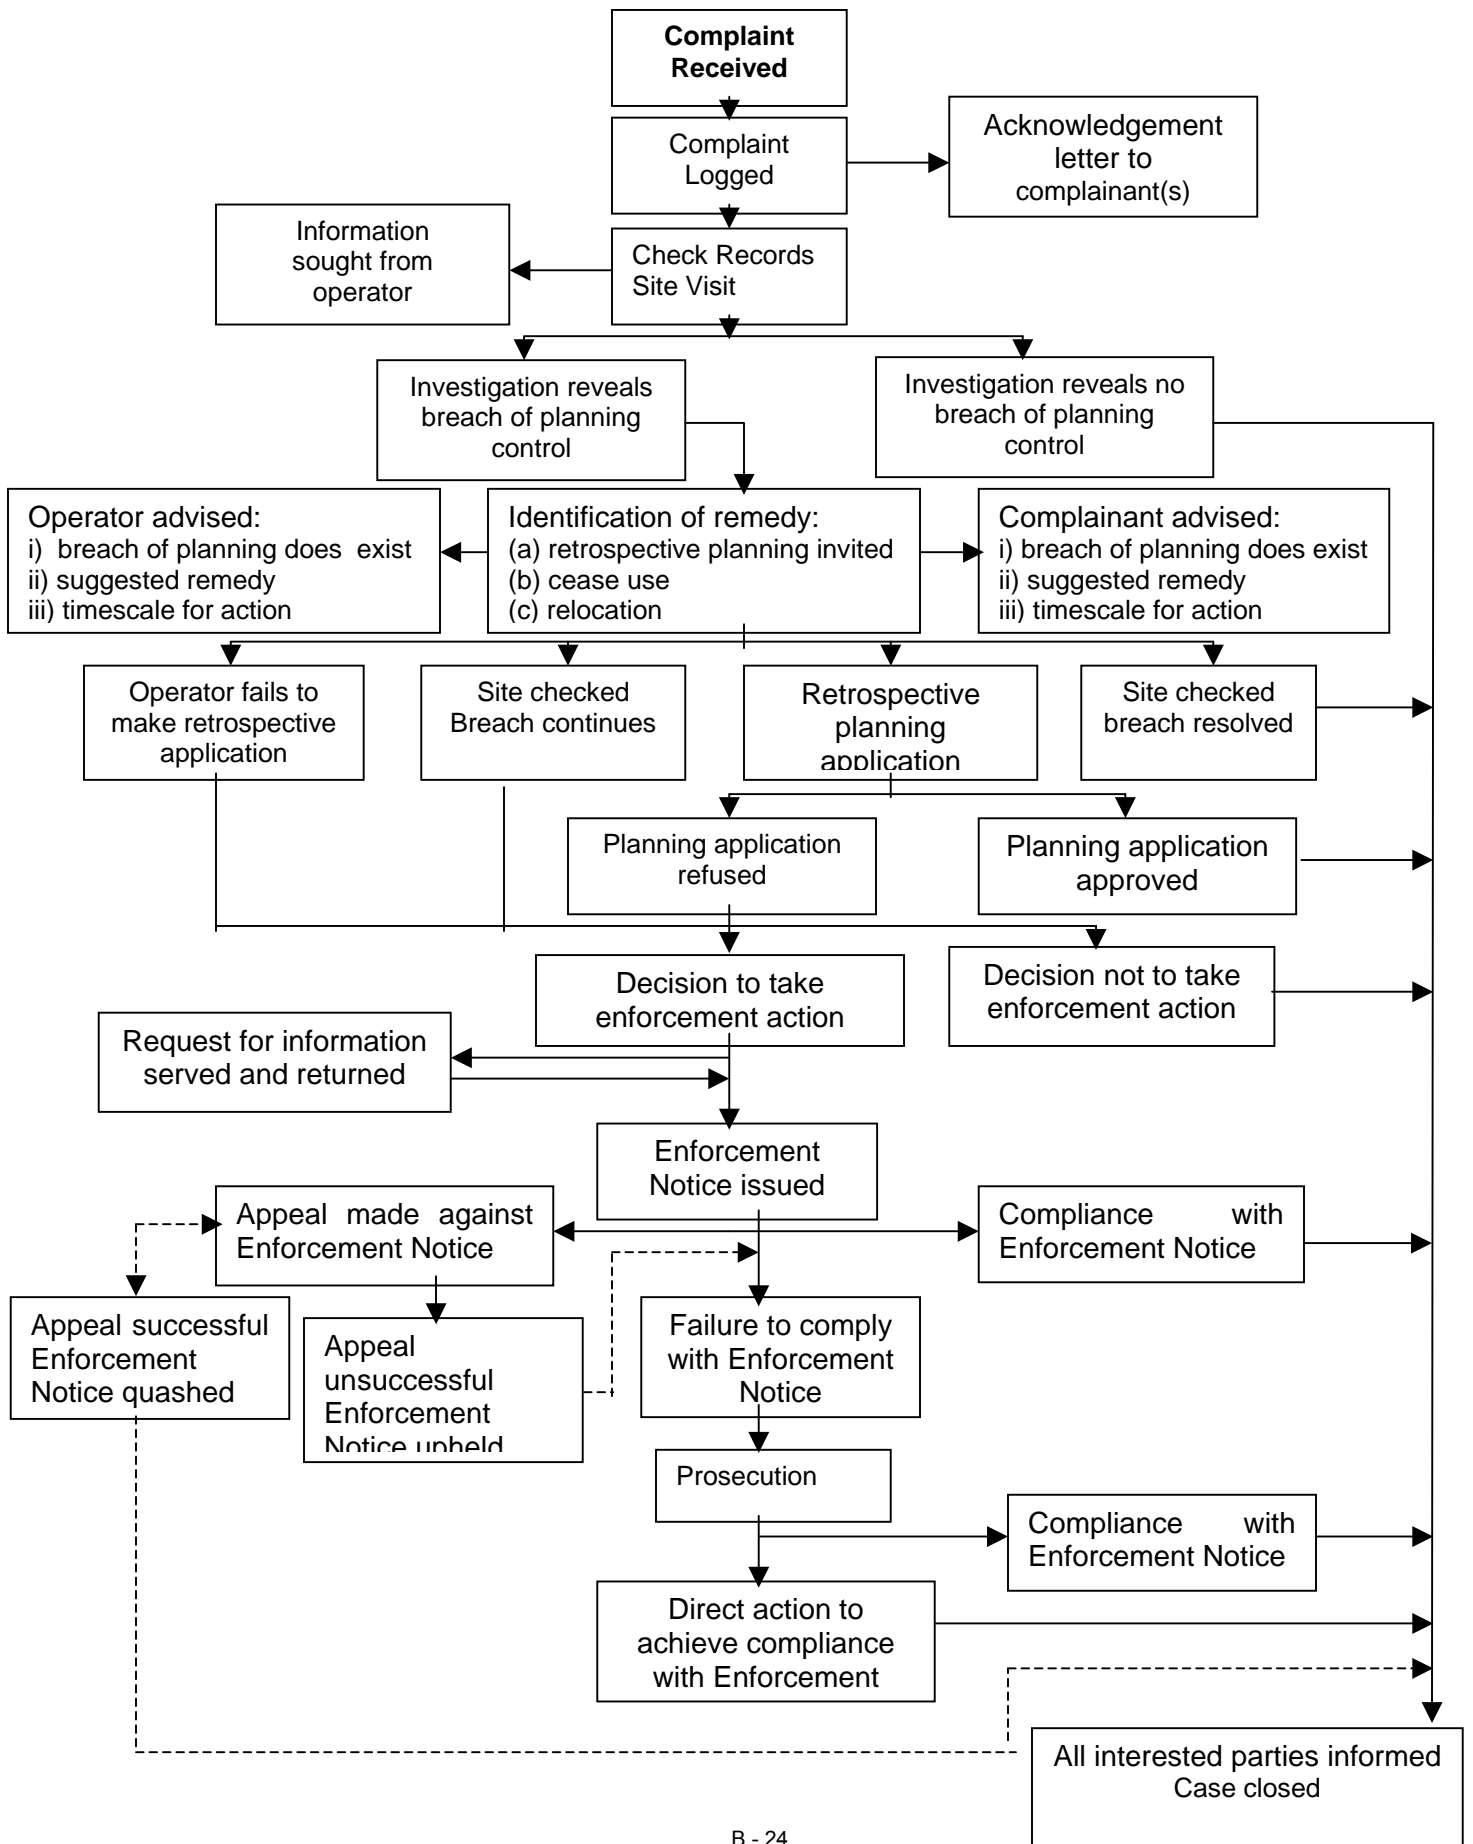 Complaint
Received
Complaint
Logged
Acknowledgement
letter to
complainant(s)
Information
sought from
operator
Check Records
Site Visit
Investigation reveals
breach of planning
control
Investigation reveals no
breach of planning
control
Operator advised:
i) breach of planning does exist
ii) suggested remedy
iii) timescale for action
Identification of remedy:
(a) retrospective planning invited
(b) cease use
(c) relocation
Complainant advised:
i) breach of planning does exist
ii) suggested remedy
iii) timescale for action
Operator fails to
make retrospective
application
Site checked
Breach continues
Retrospective
planning
application
Site checked
breach resolved
Planning application
refused
Planning application
approved
Decision to take
enforcement action
Decision not to take
enforcement action
Request for information
served and returned
Enforcement
Notice issued
Appeal made against
Enforcement Notice
Compliance with
Enforcement Notice
Appeal successful
Enforcement
Notice quashed
Appeal
unsuccessful
Enforcement
Notice upheld
Failure to comply
with Enforcement
Notice
Prosecution
Compliance with
Enforcement Notice
Direct action to
achieve compliance
with Enforcement
All interested parties informed
Case closed
B - 24